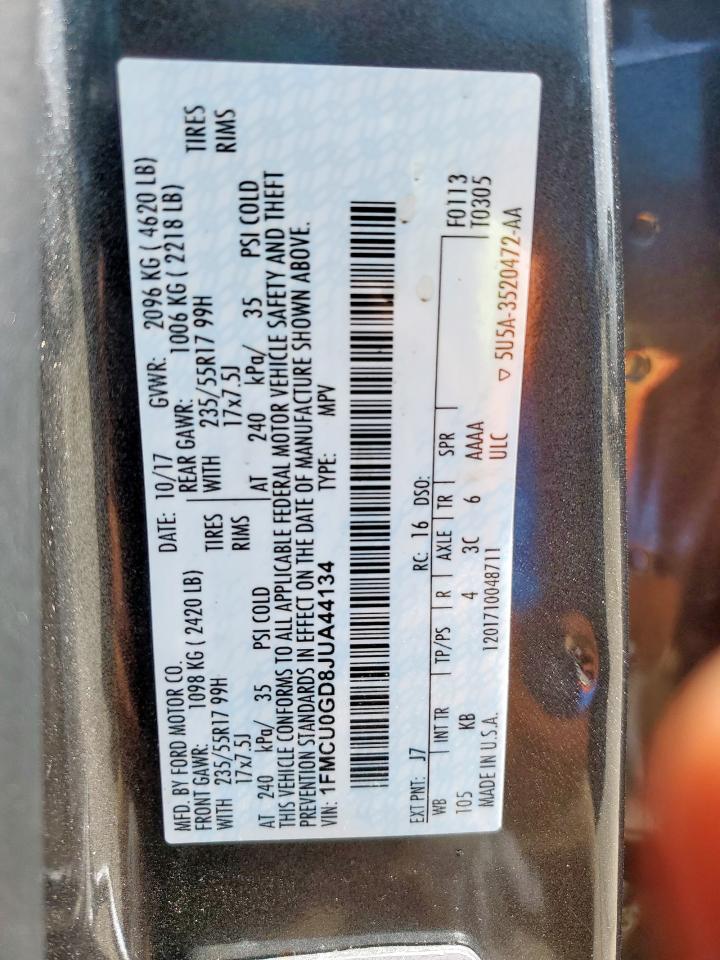 MFD. BY FORD MOTOR CO. DATE: 10/17 GVWR: 2096 KG ( 4620 LB)
FRONT GAWR: 1098 KG ( 2420 LB) REAR GAWR: 1006 KG ( 2218 LB)
WITH 235/55R17 99H TIRES WITH 235/55R17 99H TIRES
17x7.5J RIMS 17x7.5J RIMS
AT 240 kPa/ 35 PSI COLD AT 240 kPa/ 35 PSI COLD
THIS VEHICLE CONFORMS TO ALL APPLICABLE FEDERAL MOTOR VEHICLE SAFETY AND THEFT
PREVENTION STANDARDS IN EFFECT ON THE DATE OF MANUFACTURE SHOWN ABOVE.
VIN: 1FMCU0GD8JUA44134 TYPE: MPV
EXT PNT: J7 RC: 16 DSO: F0113
WB INT TR TP/PS R AXLE TR SPR T0305
105 KB 4 3C 6 AAAA
ULC
MADE IN U.S.A. 1201710048711 ▽ 5U5A-3520472-AA